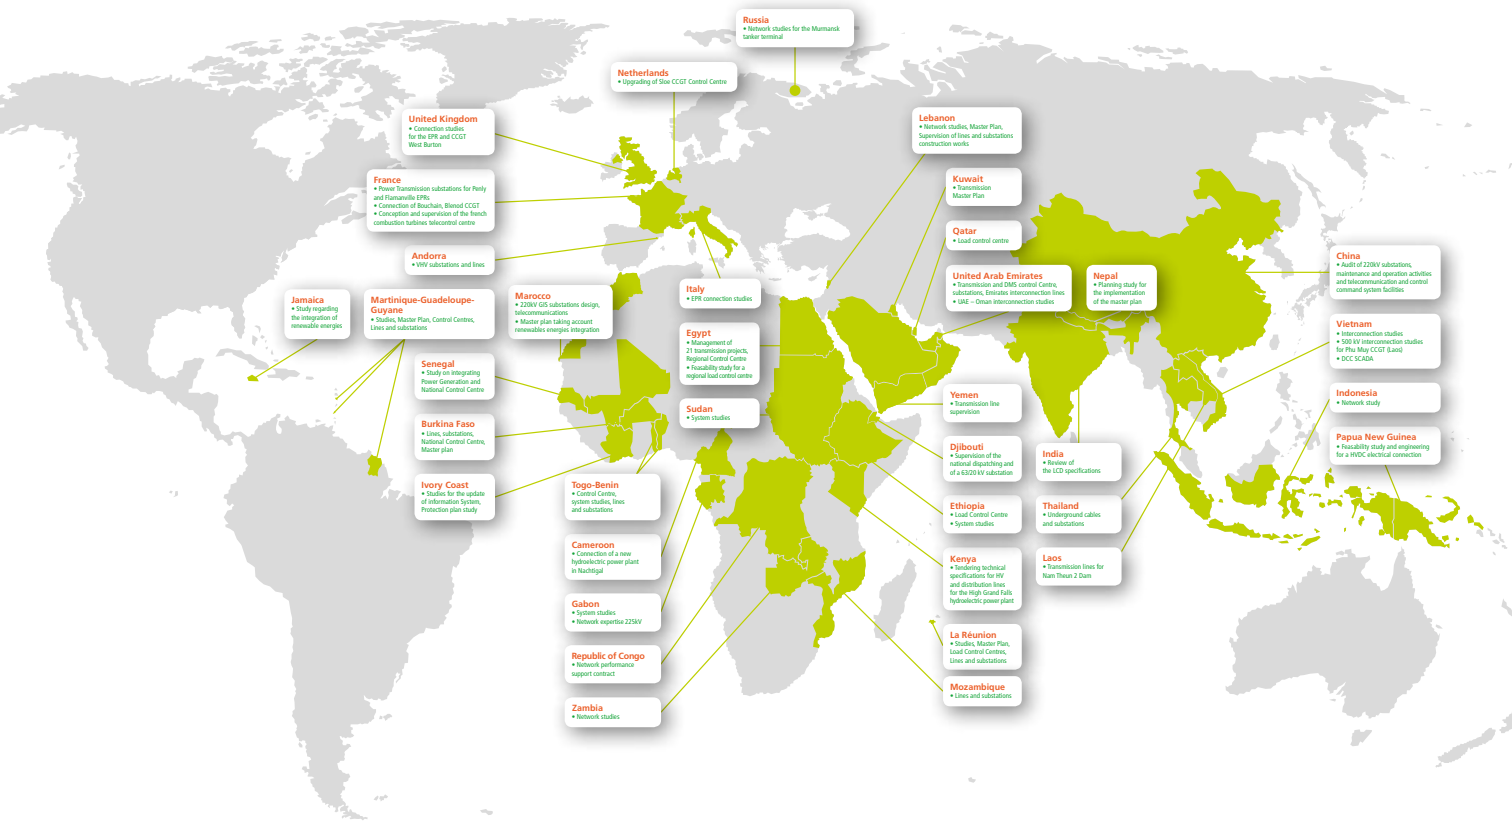 Russia
• Network studies for the Murmansk
tanker terminal
Netherlands
• Upgrading of Sloe CCGT Control Centre
United Kingdom
• Connection studies
for the EPR and CCGT
West Burton
France
• Power Transmission substations for Penly
and Flamanville EPRs
• Connection of Bouchain, Blenod CCGT
• Conception and supervision of the french
combustion turbines telecontrol centre
Andorra
• VHV substations and lines
Jamaica
• Study regarding
the integration of
renewable energies
Martinique-Guadeloupe-
Guyane
• Studies, Master Plan, Control Centres,
Lines and substations
Marocco
• 220kV GIS substations design,
telecommunications
• Master plan taking account
renewables energies integration
Senegal
• Study on integrating
Power Generation and
National Control Centre
Burkina Faso
• Lines, substations,
National Control Centre,
Master plan
Ivory Coast
• Studies for the update
of information System,
Protection plan study
Italy
• EPR connection studies
Egypt
• Management of
21 transmission projects,
Regional Control Centre
• Feasability study for a
regional load control centre
Sudan
• System studies
Togo-Benin
• Control Centre,
system studies, lines
and substations
Cameroon
• Connection of a new
hydroelectric power plant
in Nachtigal
Gabon
• System studies
• Network expertise 225kV
Republic of Congo
• Network performance
support contract
Zambia
• Network studies
Lebanon
• Network studies, Master Plan,
Supervision of lines and substations
construction works
Kuwait
• Transmission
Master Plan
Qatar
• Load control centre
United Arab Emirates
• Transmission and DMS control Centre,
substations, Emirates interconnection lines
• UAE – Oman interconnection studies
Nepal
• Planning study for
the implementation
of the master plan
Yemen
• Transmission line
supervision
Djibouti
• Supervision of the
national dispatching and
of a 63/20 kV substation
Ethiopia
• Load Control Centre
• System studies
Kenya
• Tendering technical
specifications for HV
and distribution lines
for the High Grand Falls
hydroelectric power plant
La Réunion
• Studies, Master Plan,
Load Control Centres,
Lines and substations
Mozambique
• Lines and substations
India
• Review of
the LCD specifications
Thailand
• Underground cables
and substations
Laos
• Transmission lines for
Nam Theun 2 Dam
China
• Audit of 220kV substations,
maintenance and operation activities
and telecommunication and control
command system facilities
Vietnam
• Interconnection studies
• 500 kV interconnection studies
for Phu Muy CCGT (Laos)
• DCC SCADA
Indonesia
• Network study
Papua New Guinea
• Feasability study and engineering
for a HVDC electrical connection